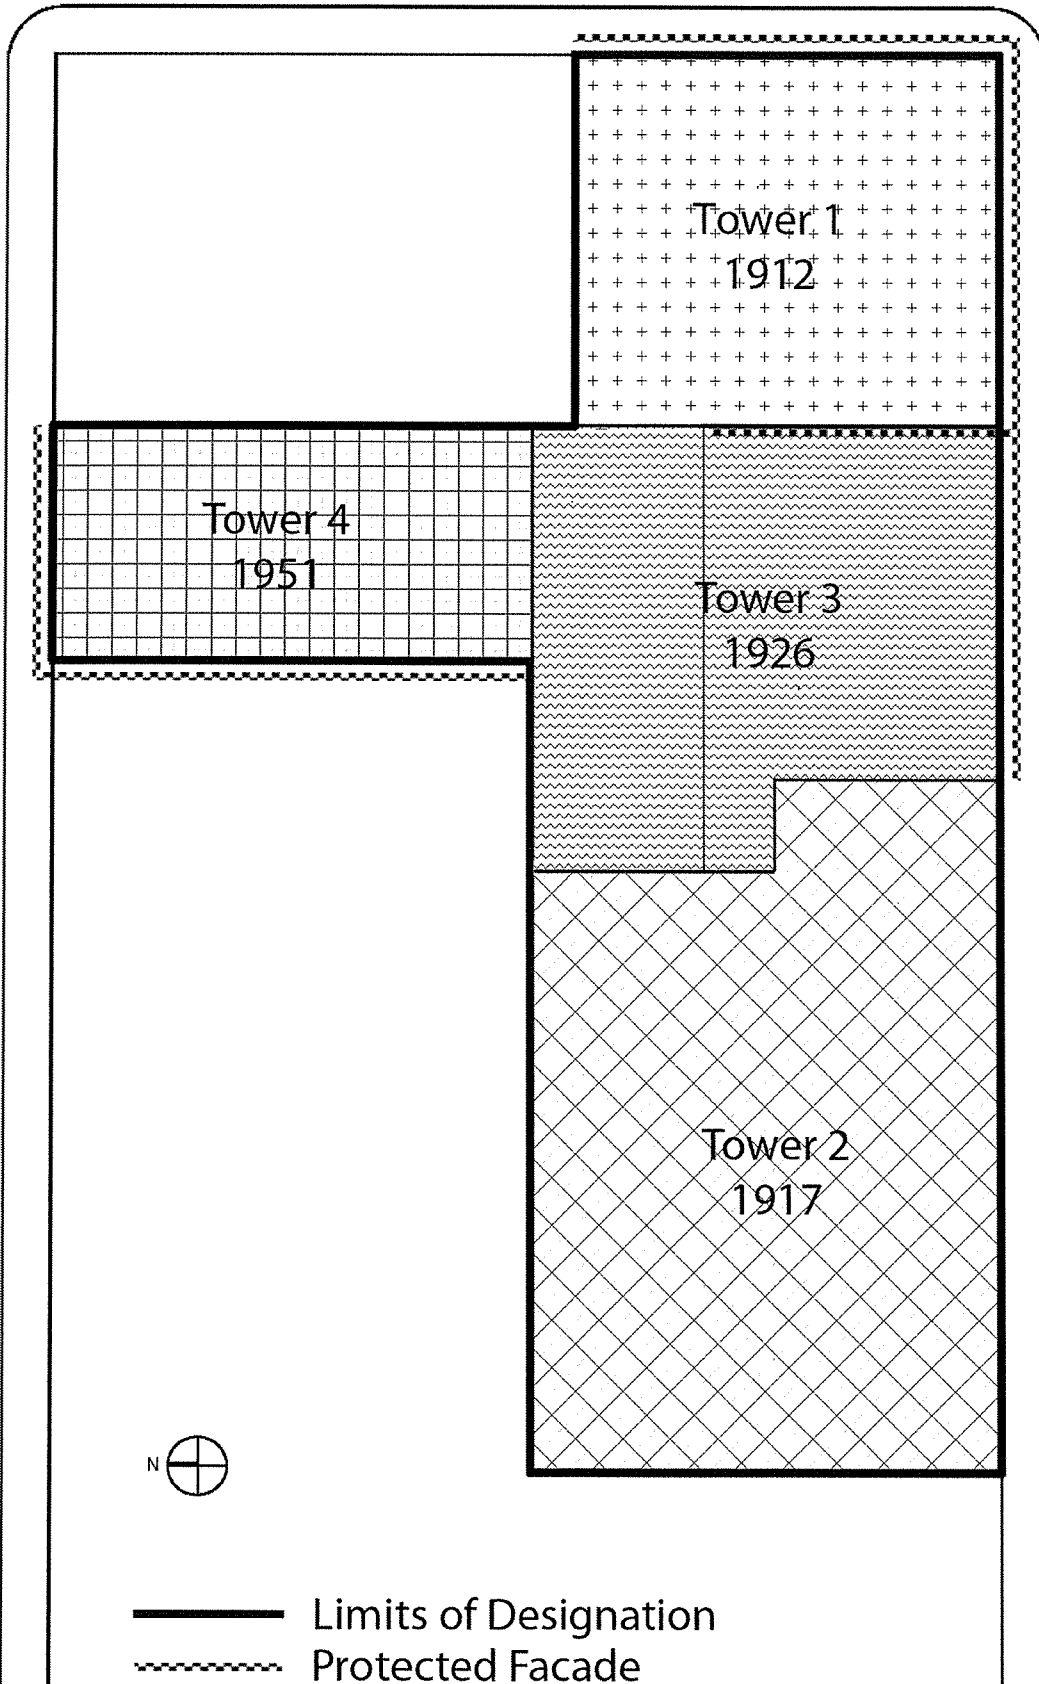 Tower 1
1912
Tower 4
1951
Tower 3
1926
Tower 2
1917
N
Limits of Designation
Protected Facade